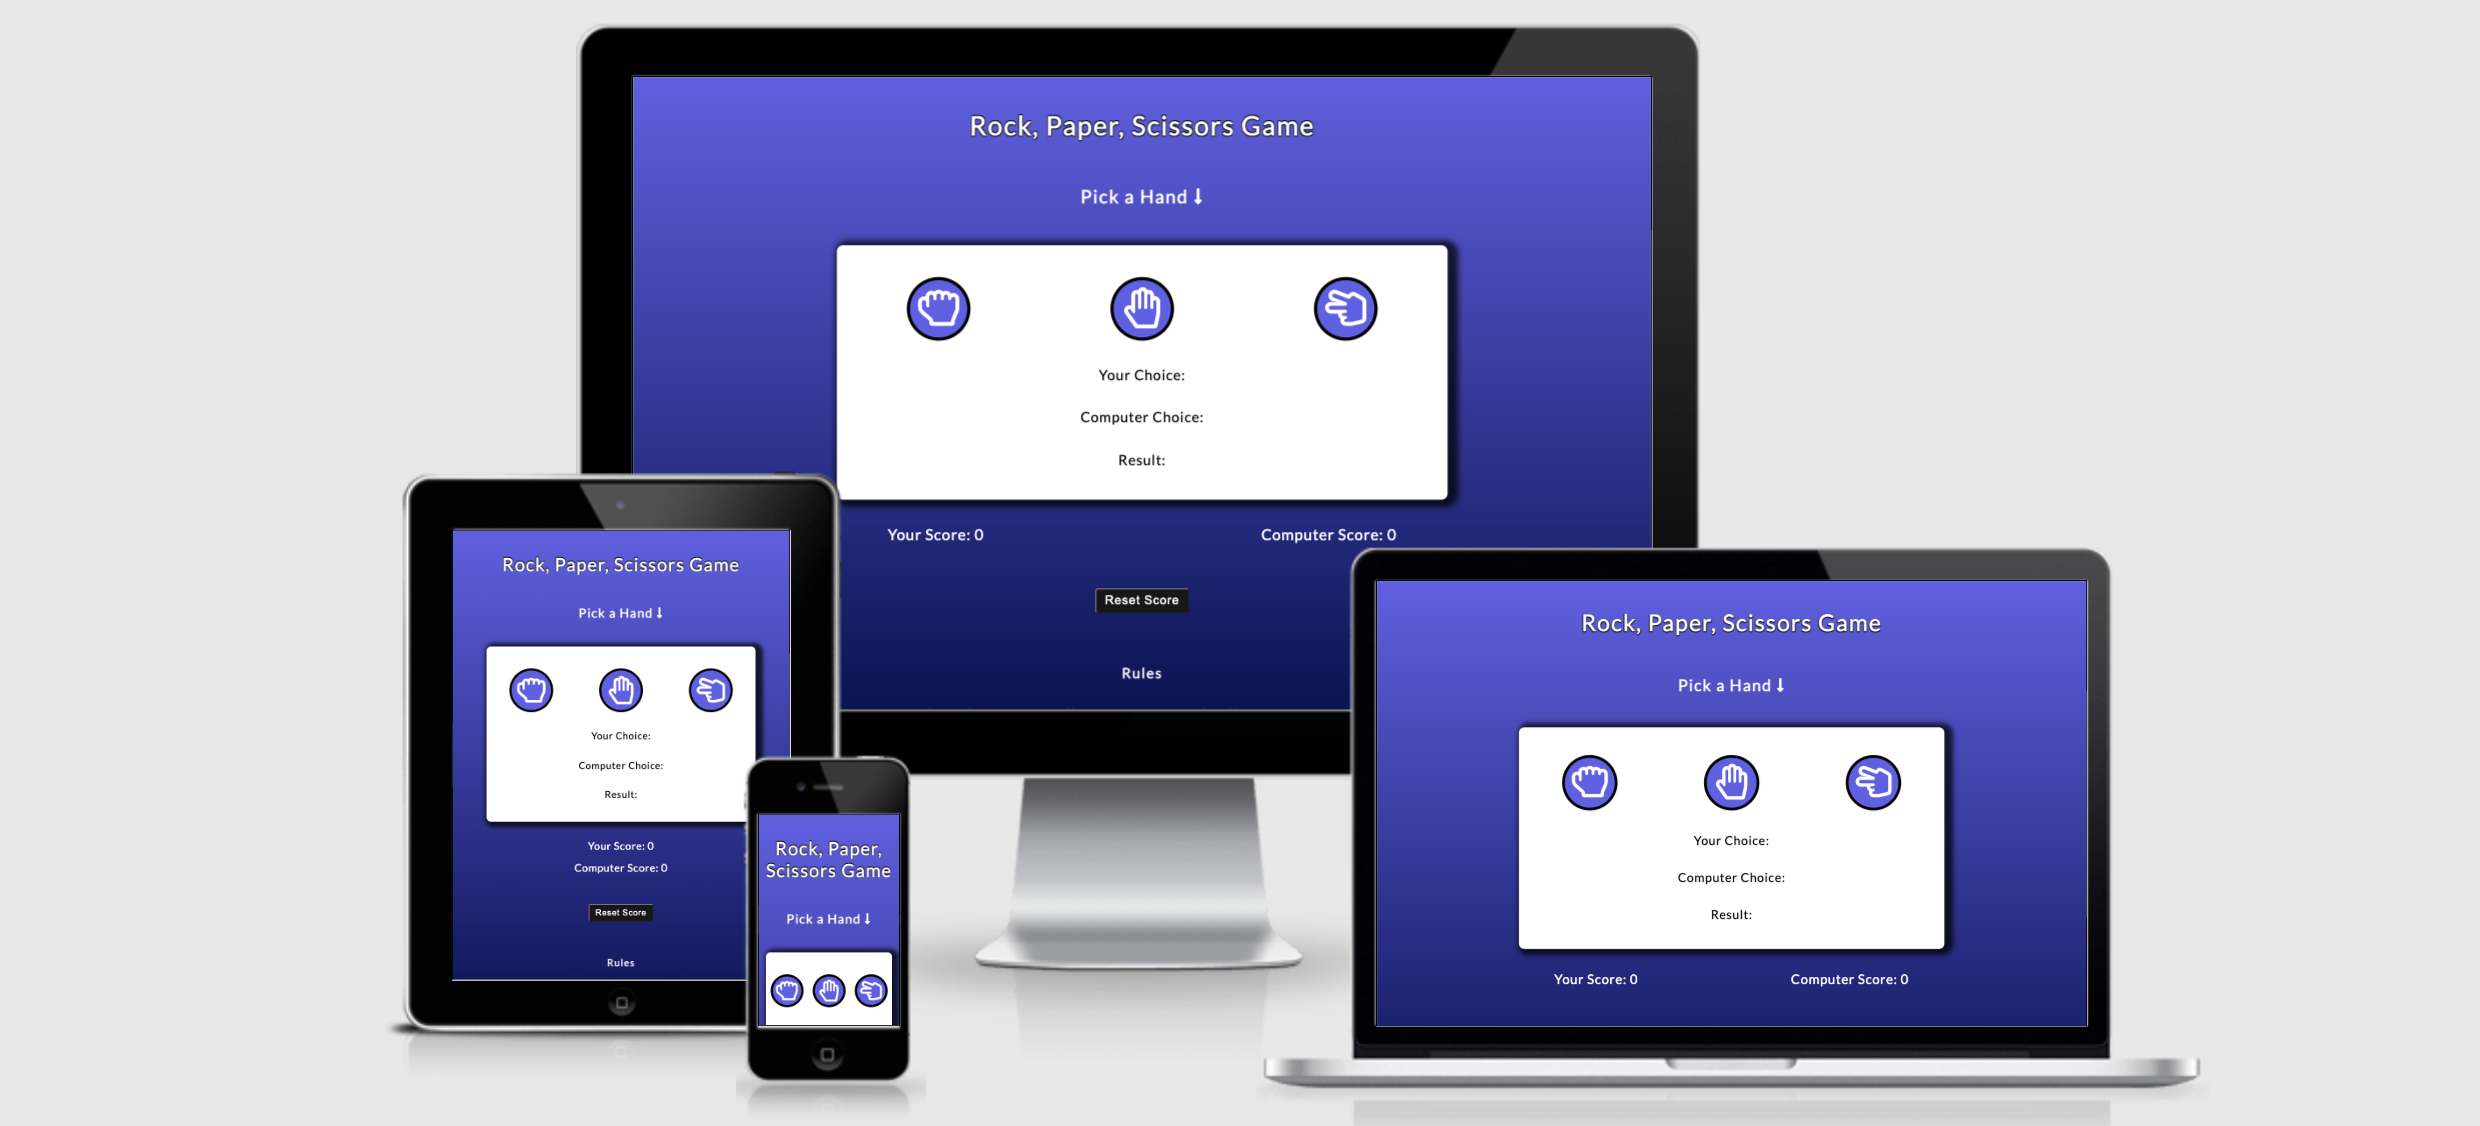 Rock, Paper, Scissors Game
Pick a Hand
Your Choice:
Computer Choice:
Result:
Your Score: 0
Computer Score: 0
Reset Score
Rules
Rock, Paper, Scissors Game
Pick a Hand
Your Choice:
Computer Choice:
Result:
Your Score: 0
Computer Score: 0
Reset Score
Rules
Rock, Paper,
Scissors Game
Pick a Hand
Rock, Paper, Scissors Game
Pick a Hand
Your Choice:
Computer Choice:
Result:
Your Score: 0
Computer Score: 0